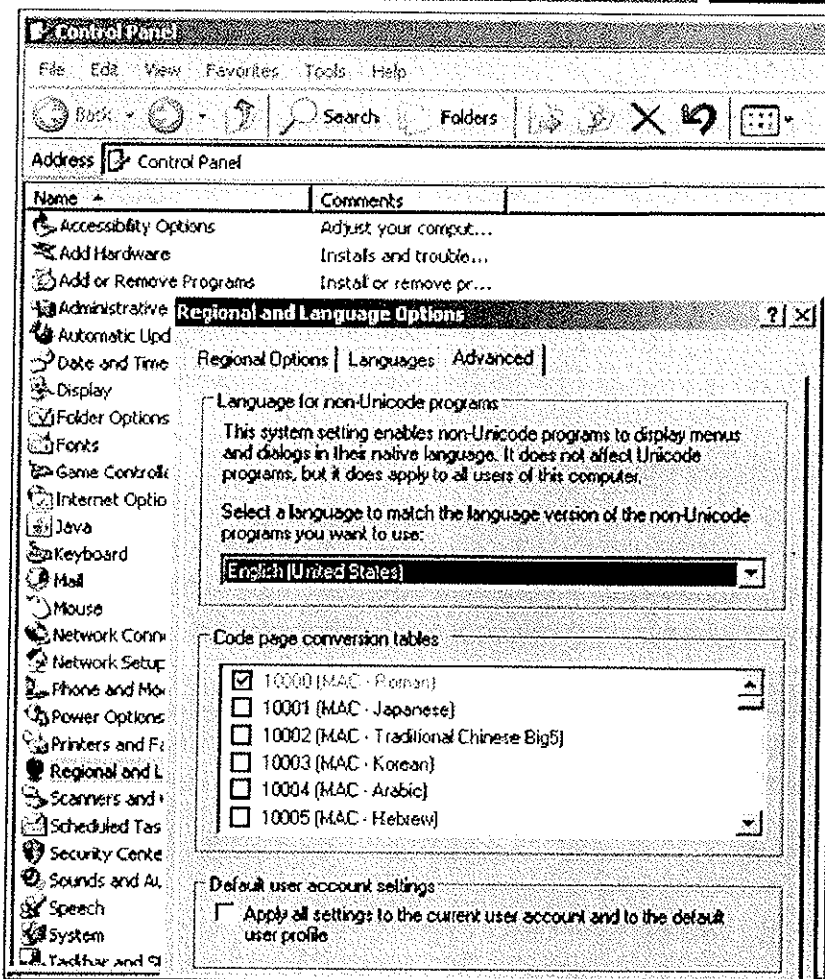 Control Panel
File Edit View Favorites Tools Help
Back Search Folders
Address Control Panel
Name Comments
Accessibility Options Adjust your comput...
Add Hardware Installs and trouble...
Add or Remove Programs Install or remove pr...
Administrative
Automatic Upd
Date and Time
Display
Folder Options
Fonts
Game Controlle
Internet Optio
Java
Keyboard
Mail
Mouse
Network Conn
Network Setup
Phone and Mo
Power Options
Printers and Fa
Regional and L
Scanners and
Scheduled Tas
Security Cente
Sounds and Au
Speech
System
Taskbar and St
Regional and Language Options
Regional Options Languages Advanced
Language for non-Unicode programs
This system setting enables non-Unicode programs to display menus
and dialogs in their native language. It does not affect Unicode
programs, but it does apply to all users of this computer.
Select a language to match the language version of the non-Unicode
programs you want to use:
English (United States)
Code page conversion tables
10000 (MAC - Roman)
10001 (MAC - Japanese)
10002 (MAC - Traditional Chinese Big5)
10003 (MAC - Korean)
10004 (MAC - Arabic)
10005 (MAC - Hebrew)
Default user account settings
Apply all settings to the current user account and to the default
user profile